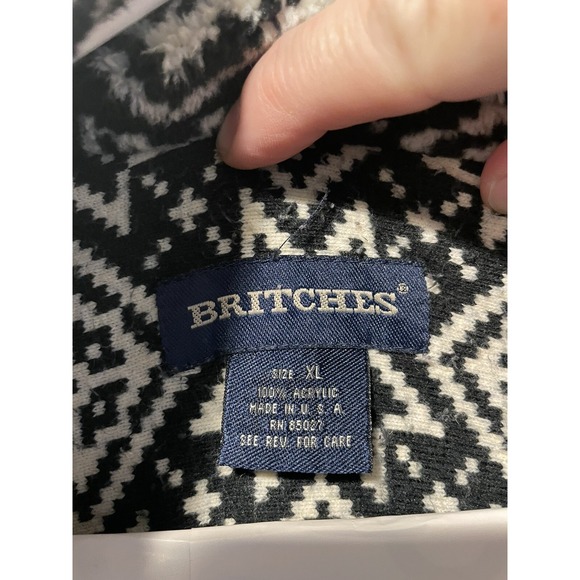 BRITCHES®
SIZE XL
100% ACRYLIC
MADE IN U.S.A.
RN 85027
SEE REV. FOR CARE